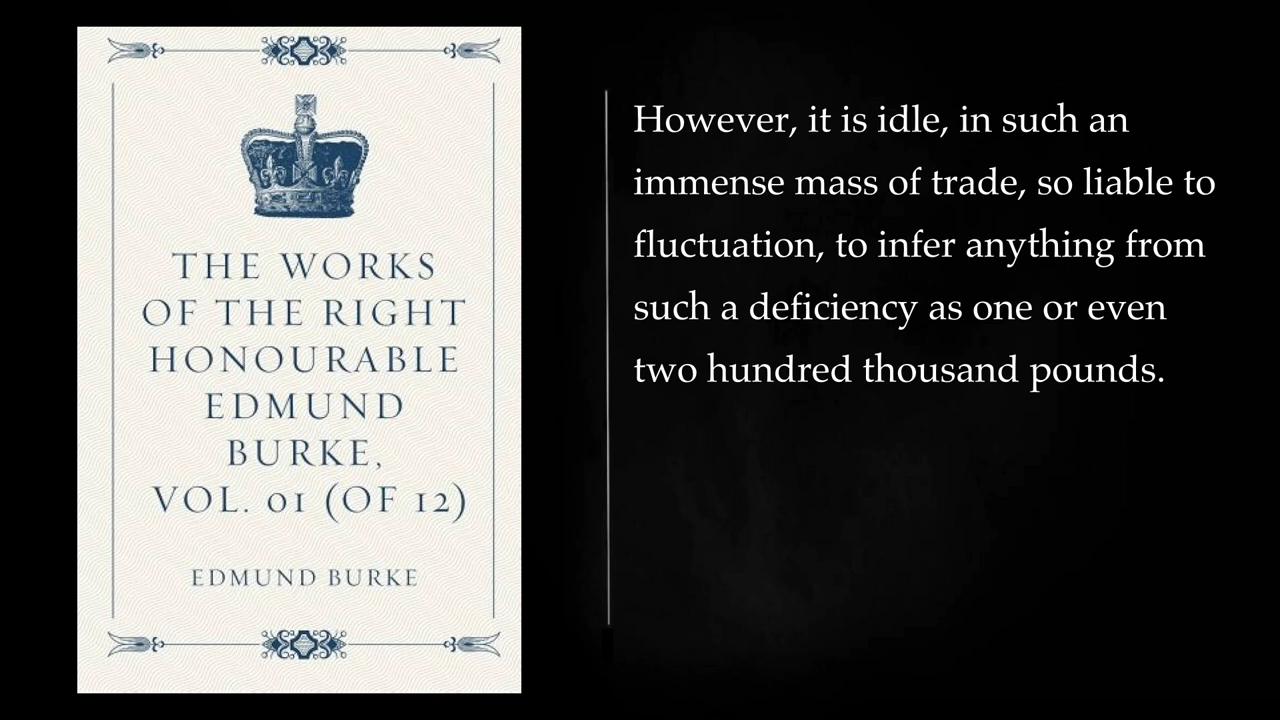 THE WORKS
OF THE RIGHT
HONOURABLE
EDMUND
BURKE,
VOL. 01 (OF 12)
EDMUND BURKE
However, it is idle, in such an
immense mass of trade, so liable to
fluctuation, to infer anything from
such a deficiency as one or even
two hundred thousand pounds.